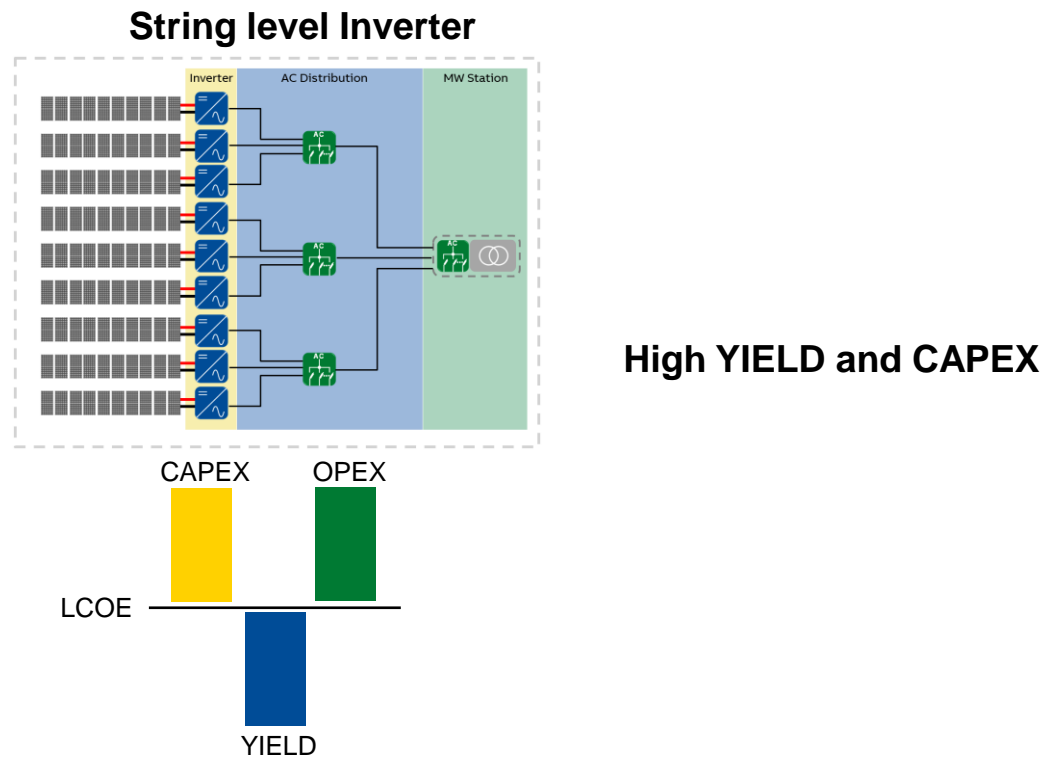 String level Inverter
Inverter AC Distribution MW Station
AC
AC
AC
AC
High YIELD and CAPEX
CAPEX OPEX
LCOE
YIELD